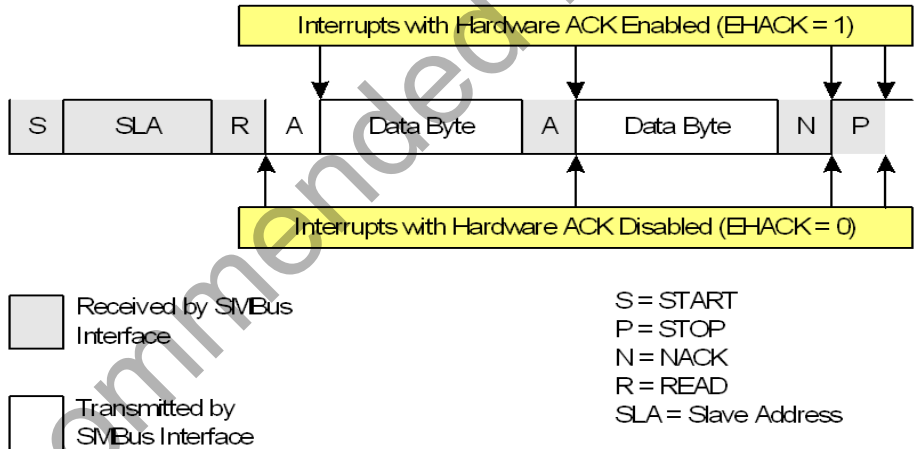 Interrupts with Hardware ACK Enabled (EHACK = 1)
S SLA R A Data Byte A Data Byte N P
Interrupts with Hardware ACK Disabled (EHACK = 0)
Received by SMBus
Interface
Transmitted by
SMBus Interface
S = START
P = STOP
N = NACK
R = READ
SLA = Slave Address
ommended